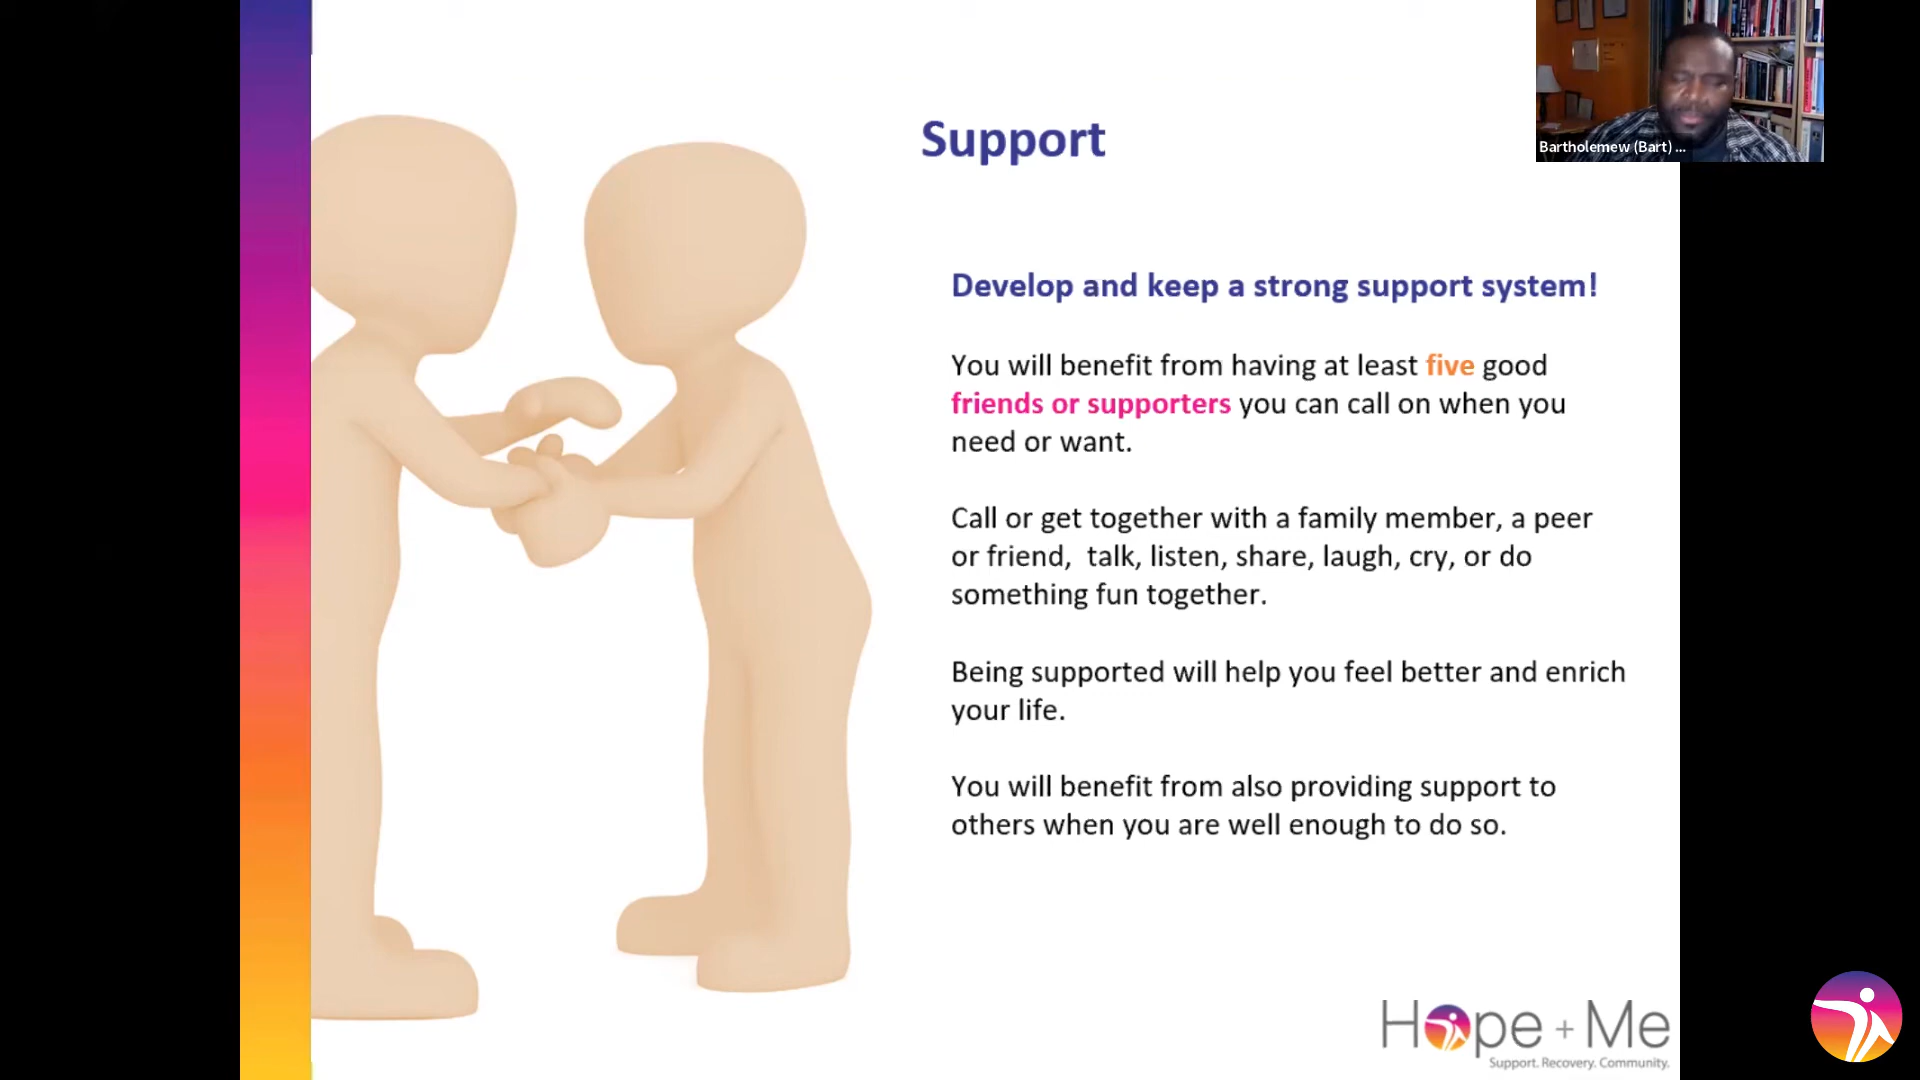 Support
Bartholemew (Bart) ...
Develop and keep a strong support system!
You will benefit from having at least five good
friends or supporters you can call on when you
need or want.
Call or get together with a family member, a peer
or friend,  talk, listen, share, laugh, cry, or do
something fun together.
Being supported will help you feel better and enrich
your life.
You will benefit from also providing support to
others when you are well enough to do so.
Hope + Me
Support. Recovery. Community.